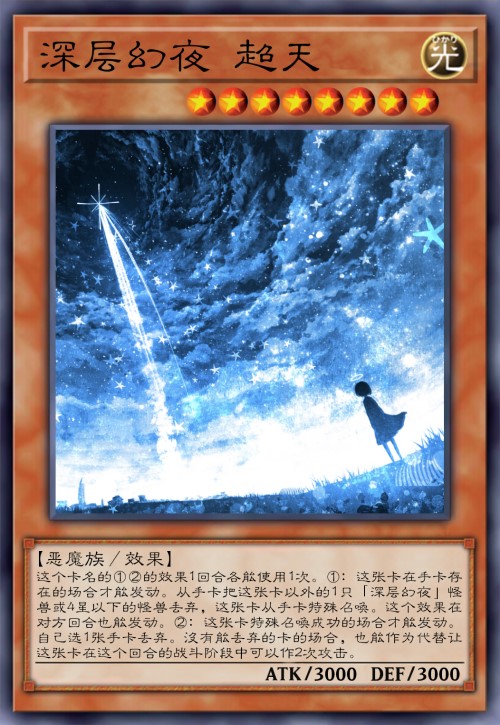 深层幻夜 超天
ひかり
光
【恶魔族／效果】
这个卡名的①②的效果1回合各能使用1次。①：这张卡在手卡存
在的场合才能发动。从手卡把这张卡以外的1只「深层幻夜」怪
兽或4星以下的怪兽丢弃，这张卡从手卡特殊召唤。这个效果在
对方回合也能发动。②：这张卡特殊召唤成功的场合才能发动。
自己选1张手卡丢弃。沒有能丢弃的卡的场合，也能作为代替让
这张卡在这个回合的战斗阶段中可以作2次攻击。
ATK/3000 DEF/3000